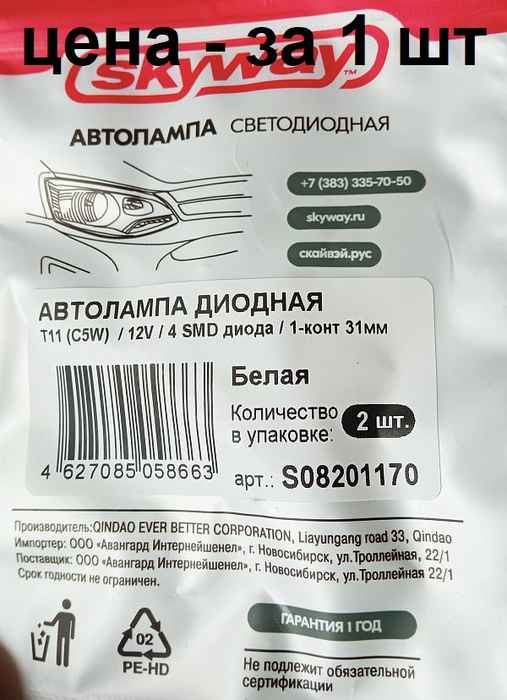 цена - за 1 шт
skyway™
АВТОЛАМПА СВЕТОДИОДНАЯ
+7 (383) 335-70-50
skyway.ru
скайвэй.рус
АВТОЛАМПА ДИОДНАЯ
T11 (C5W) / 12V / 4 SMD диода / 1-конт 31мм
Белая
Количество
в упаковке:
2 шт.
4 627085 058663
арт.: S08201170
Производитель:QINDAO EVER BETTER CORPORATION, Liayungang road 33, Qindao
Импортер: ООО «Авангард Интернейшенел», г. Новосибирск, ул.Троллейная, 22/1
Поставщик: ООО «Авангард Интернейшенел», г. Новосибирск, ул.Троллейная 22/1
Срок годности не ограничен.
02
PE-HD
ГАРАНТИЯ 1 ГОД
Не подлежит обязательной
сертификации